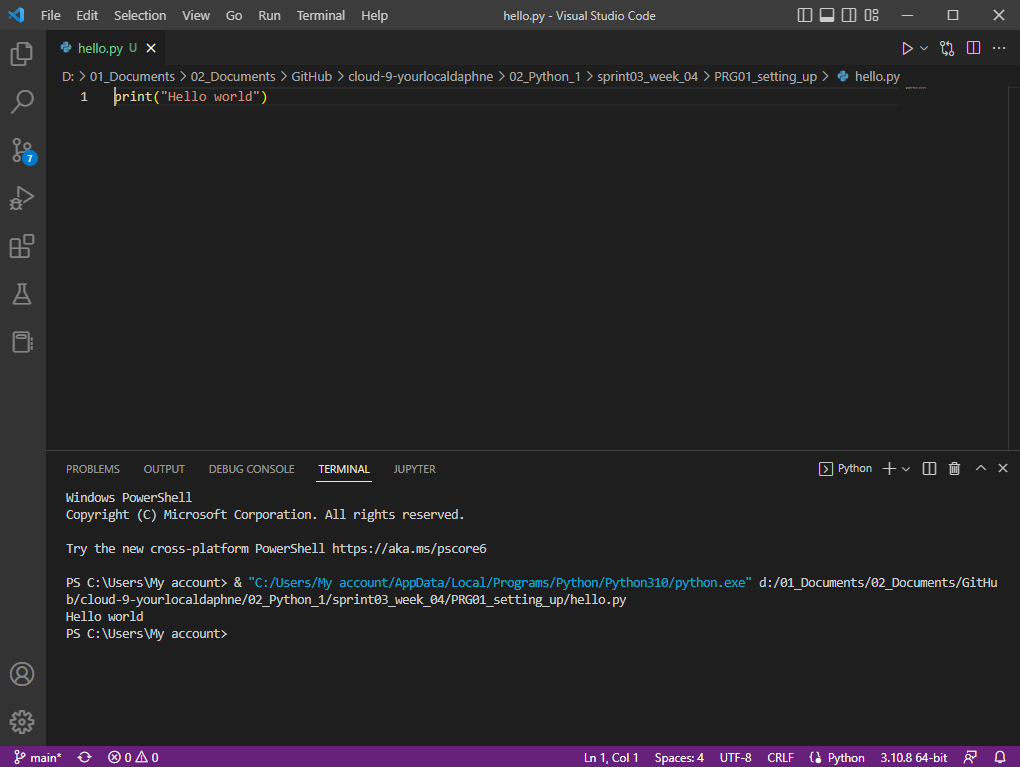 File Edit Selection View Go Run Terminal Help hello.py - Visual Studio Code
hello.py U
D: > 01_Documents > 02_Documents > GitHub > cloud-9-yourlocaldaphne > 02_Python_1 > sprint03_week_04 > PRG01_setting_up > hello.py
1 print("Hello world")
7
PROBLEMS OUTPUT DEBUG CONSOLE TERMINAL JUPYTER Python
Windows PowerShell
Copyright (C) Microsoft Corporation. All rights reserved.
Try the new cross-platform PowerShell https://aka.ms/pscore6
PS C:\Users\My account> & "C:/Users/My account/AppData/Local/Programs/Python/Python310/python.exe" d:/01_Documents/02_Documents/GitHu
b/cloud-9-yourlocaldaphne/02_Python_1/sprint03_week_04/PRG01_setting_up/hello.py
Hello world
PS C:\Users\My account>
main* 0 0 Ln 1, Col 1 Spaces: 4 UTF-8 CRLF Python 3.10.8 64-bit